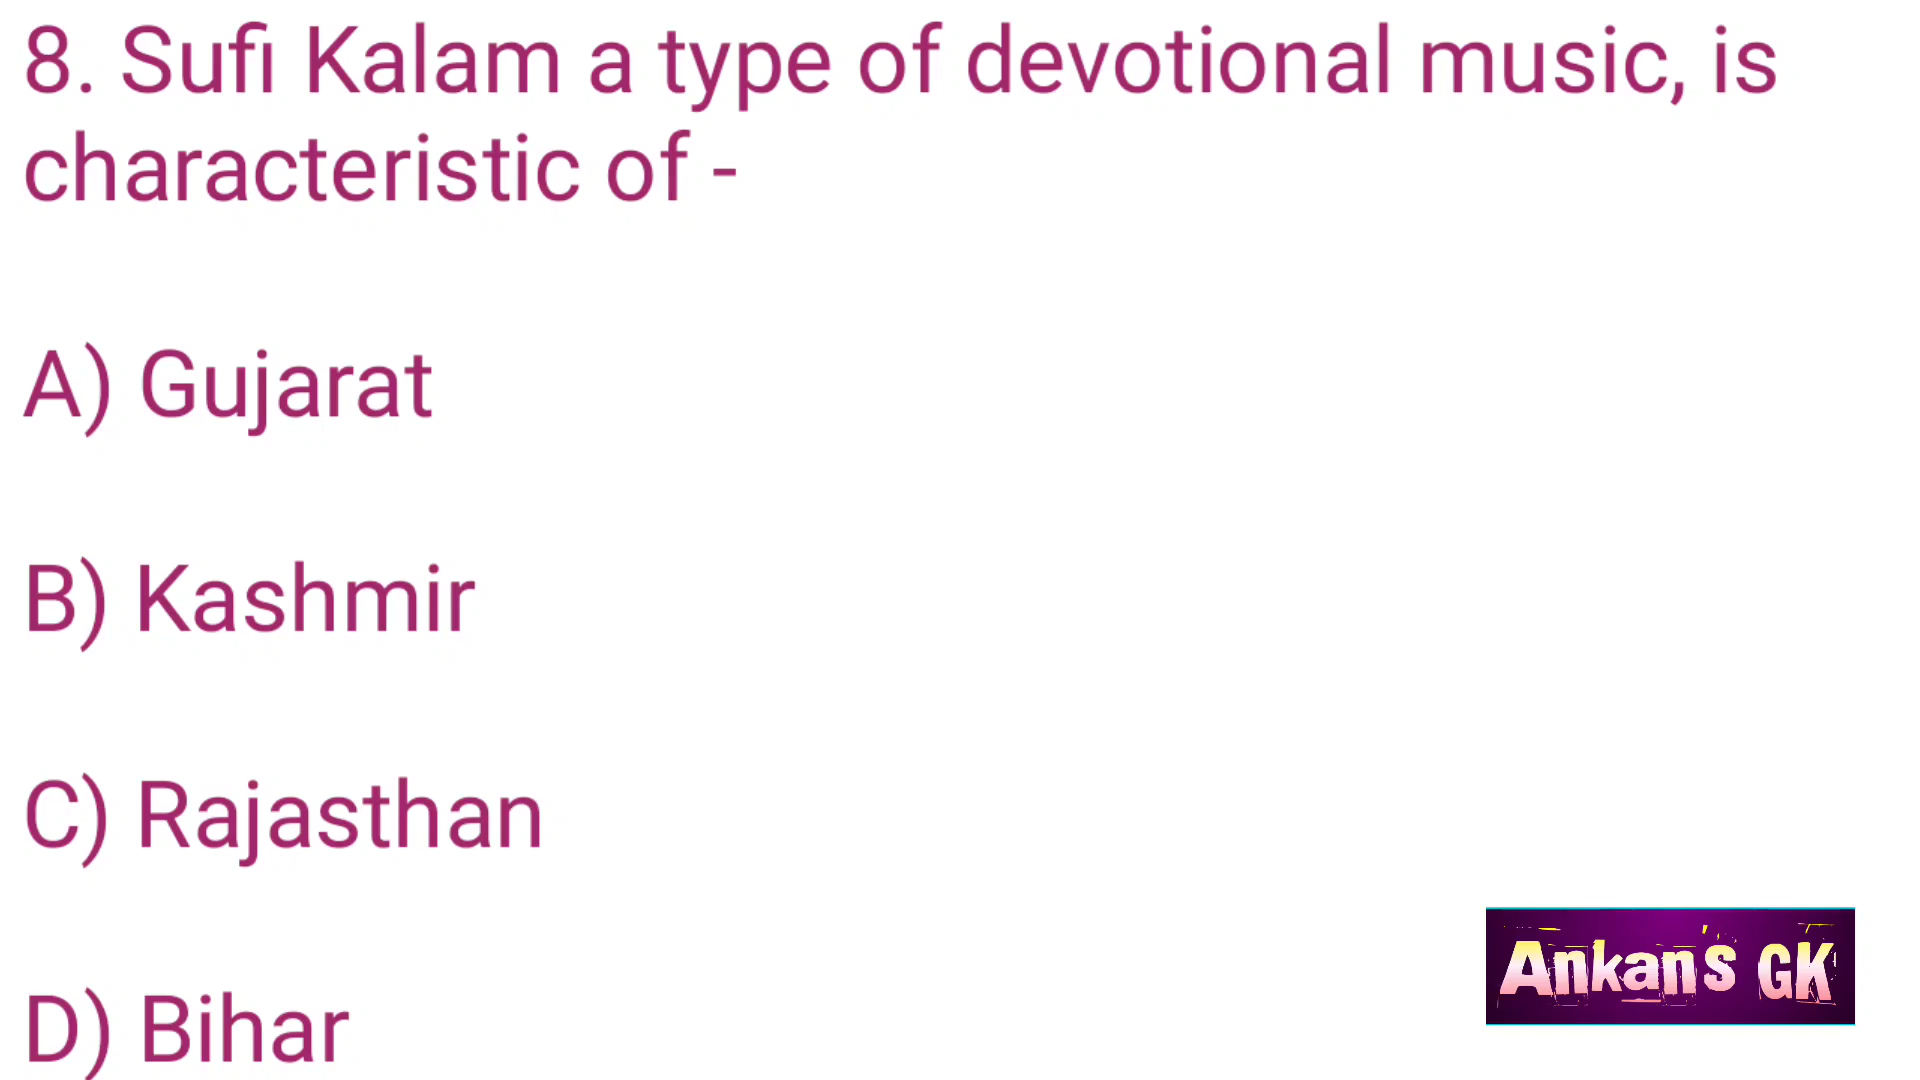 8. Sufi Kalam a type of devotional music, is
characteristic of -
A) Gujarat
B) Kashmir
C) Rajasthan
D) Bihar
Ankan's GK